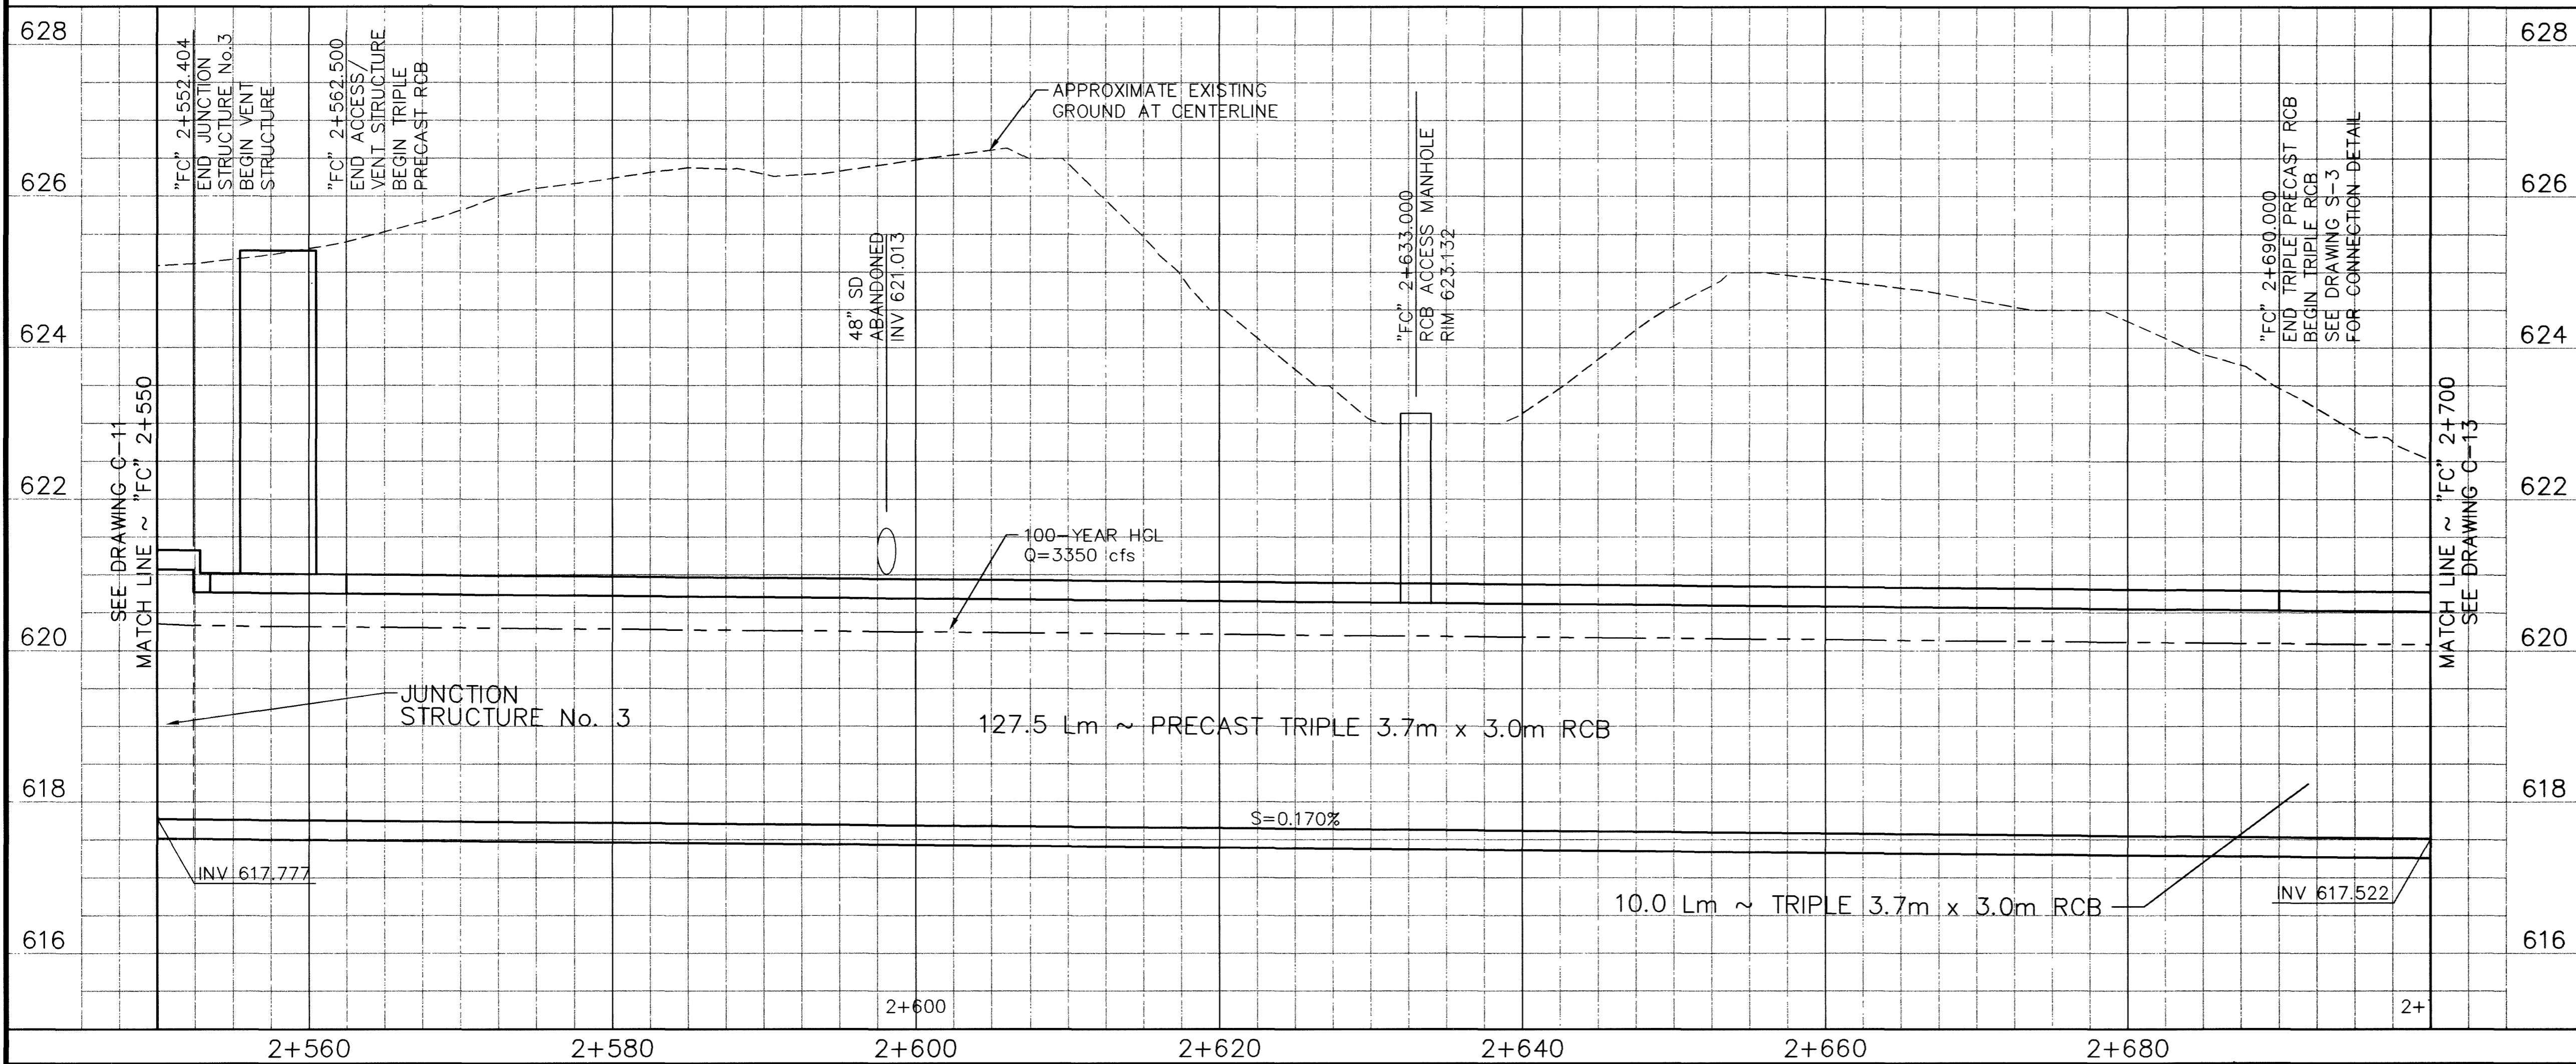 628
626
624
622
620
618
616
SEE DRAWING C-11
MATCH LINE ~ "FC" 2+550
"FC" 2+552.404
END JUNCTION
STRUCTURE No.3
BEGIN VENT
STRUCTURE
"FC" 2+562.500
END ACCESS/
VENT STRUCTURE
BEGIN TRIPLE
PRECAST RCB
APPROXIMATE EXISTING
GROUND AT CENTERLINE
48" SD
ABANDONED
INV 621.013
100-YEAR HGL
Q=3350 cfs
"FC" 2+633.000
RCB ACCESS MANHOLE
RIM 623.132
"FC" 2+690.000
END TRIPLE PRECAST RCB
BEGIN TRIPLE RCB
SEE DRAWING S-3
FOR CONNECTION DETAIL
MATCH LINE ~ "FC" 2+700
SEE DRAWING C-13
JUNCTION
STRUCTURE No. 3
127.5 Lm ~ PRECAST TRIPLE 3.7m x 3.0m RCB
S=0.170%
INV 617.777
10.0 Lm ~ TRIPLE 3.7m x 3.0m RCB
INV 617.522
628
626
624
622
620
618
616
2+600
2+
2+560
2+580
2+600
2+620
2+640
2+660
2+680